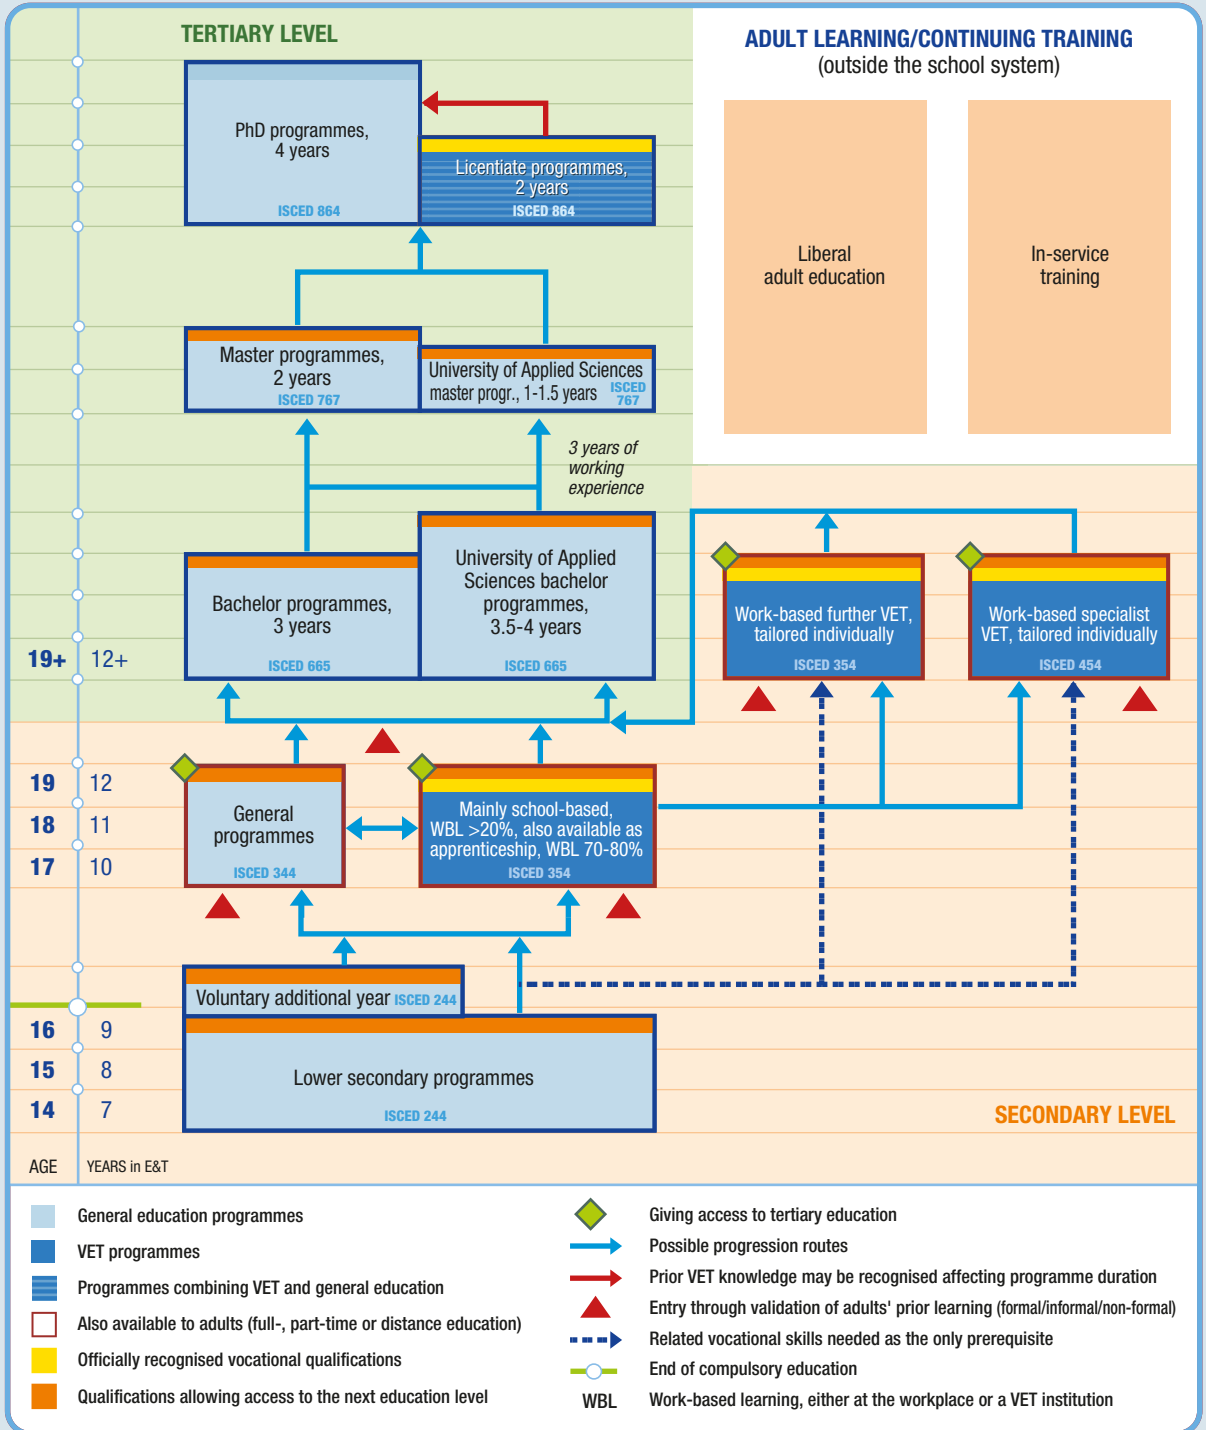 TERTIARY LEVEL
ADULT LEARNING/CONTINUING TRAINING
(outside the school system)
PhD programmes,
4 years
ISCED 864
Licentiate programmes,
2 years
ISCED 864
Liberal
adult education
In-service
training
Master programmes,
2 years
ISCED 767
University of Applied Sciences
master progr., 1-1.5 years
ISCED
767
3 years of
working
experience
Bachelor programmes,
3 years
ISCED 665
University of Applied
Sciences bachelor
programmes,
3.5-4 years
ISCED 665
Work-based further VET,
tailored individually
ISCED 354
Work-based specialist
VET, tailored individually
ISCED 454
19+ 12+
19 12
18 11
17 10
General
programmes
ISCED 344
Mainly school-based,
WBL >20%, also available as
apprenticeship, WBL 70-80%
ISCED 354
Voluntary additional year ISCED 244
16 9
15 8
14 7
Lower secondary programmes
ISCED 244
SECONDARY LEVEL
AGE YEARS in E&T
General education programmes
VET programmes
Programmes combining VET and general education
Also available to adults (full-, part-time or distance education)
Officially recognised vocational qualifications
Qualifications allowing access to the next education level
Giving access to tertiary education
Possible progression routes
Prior VET knowledge may be recognised affecting programme duration
Entry through validation of adults' prior learning (formal/informal/non-formal)
Related vocational skills needed as the only prerequisite
End of compulsory education
WBL Work-based learning, either at the workplace or a VET institution